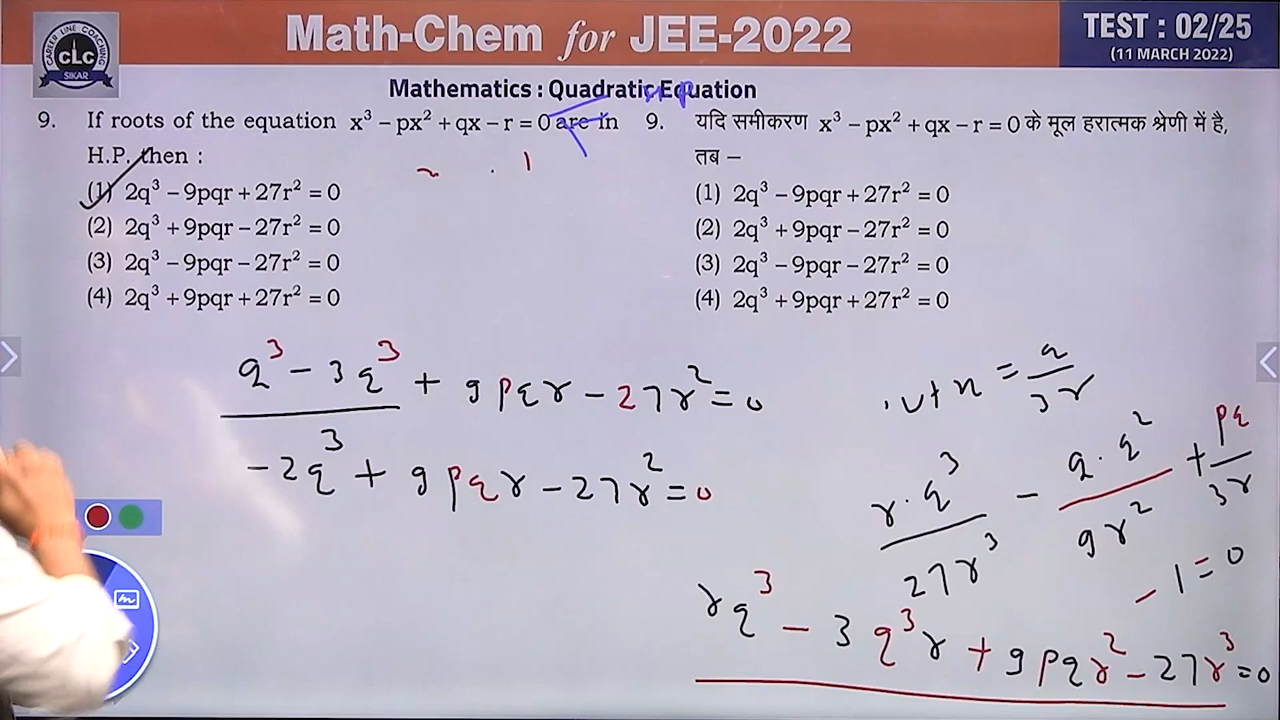 CAREER LINE COACHING
CLC
SIKAR
Math-Chem for JEE-2022
TEST : 02/25
(11 MARCH 2022)
Mathematics : Quadratic Equation
9. If roots of the equation x³ − px² + qx − r = 0 are in
H.P. then :
(1) 2q³ − 9pqr + 27r² = 0
(2) 2q³ + 9pqr − 27r² = 0
(3) 2q³ − 9pqr − 27r² = 0
(4) 2q³ + 9pqr + 27r² = 0
9. यदि समीकरण x³ − px² + qx − r = 0 के मूल हरात्मक श्रेणी में है,
तब −
(1) 2q³ − 9pqr + 27r² = 0
(2) 2q³ + 9pqr − 27r² = 0
(3) 2q³ − 9pqr − 27r² = 0
(4) 2q³ + 9pqr + 27r² = 0
q³ − 3q³ + 9pqr − 27r² = 0
−2q³ + 9pqr − 27r² = 0
x = q/3r
r·q³/27r³ − q·q²/9r² + pq/3r
− 1 = 0
rq³ − 3q³r + 9pqr² − 27r³ = 0